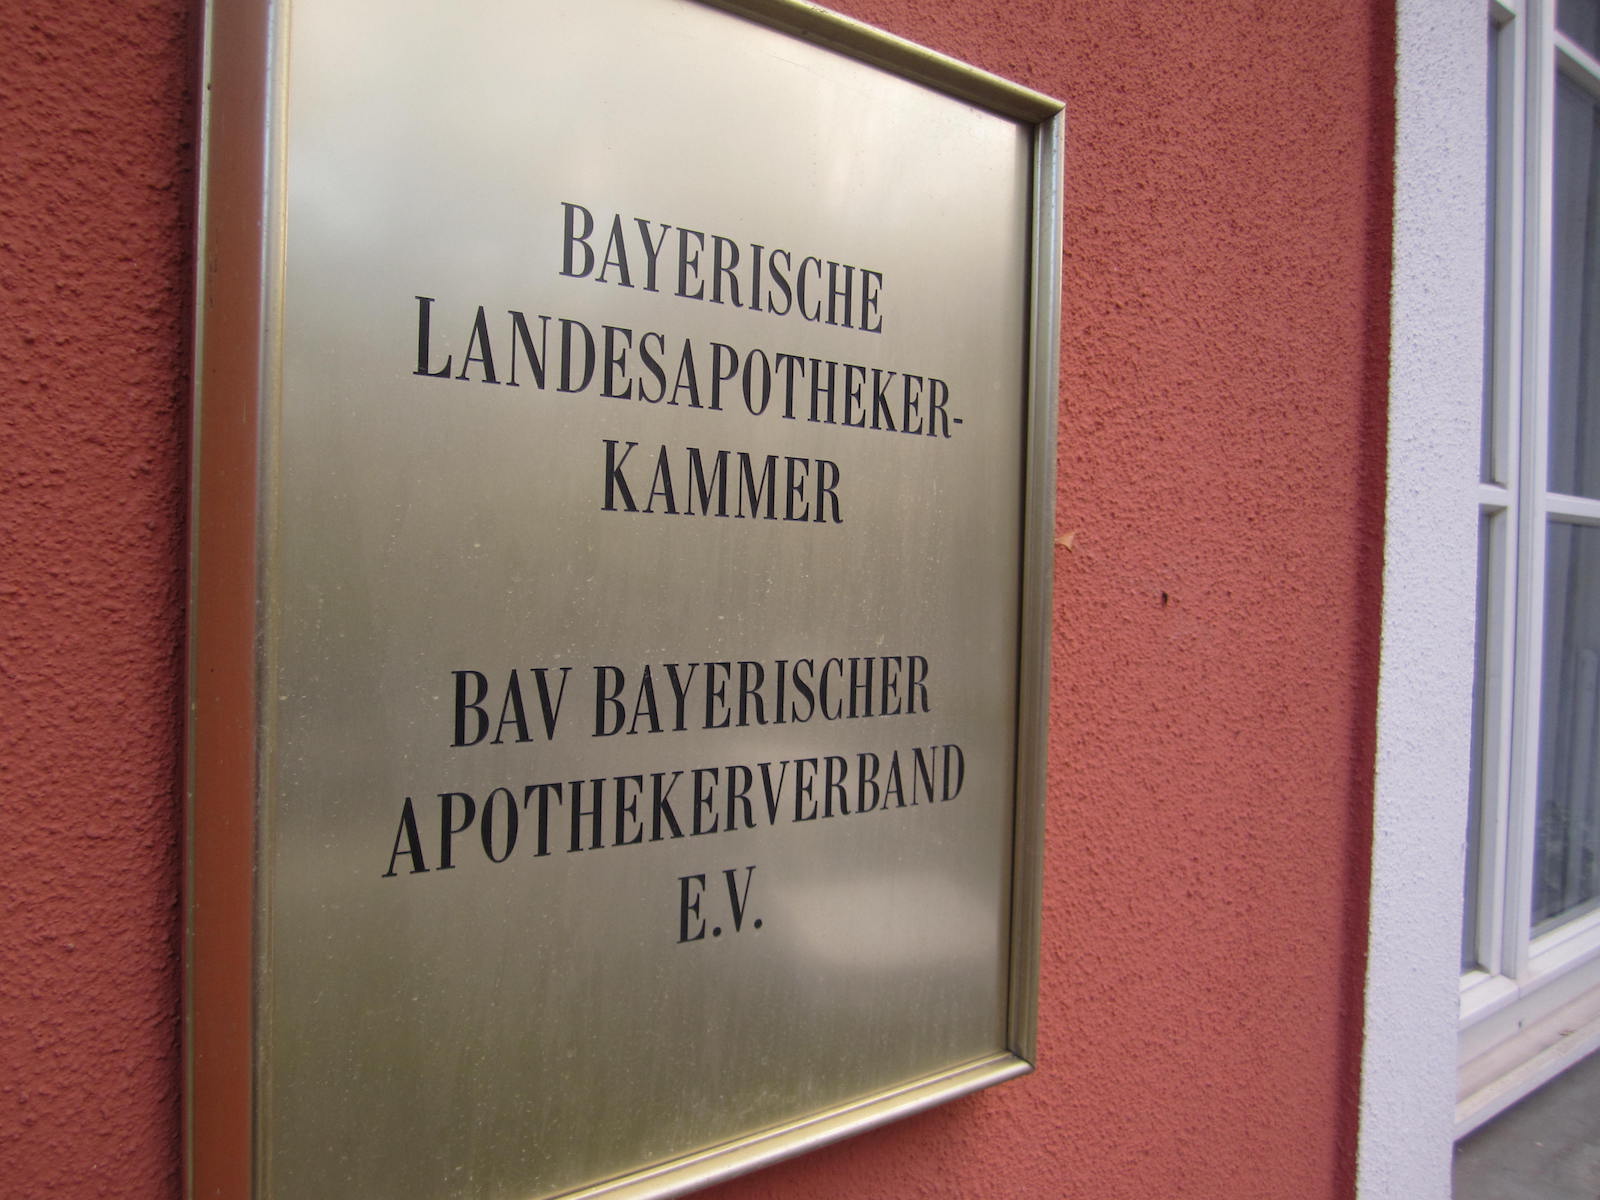 BAYERISCHE
LANDESAPOTHEKER-
KAMMER
BAV BAYERISCHER
APOTHEKERVERBAND
E.V.